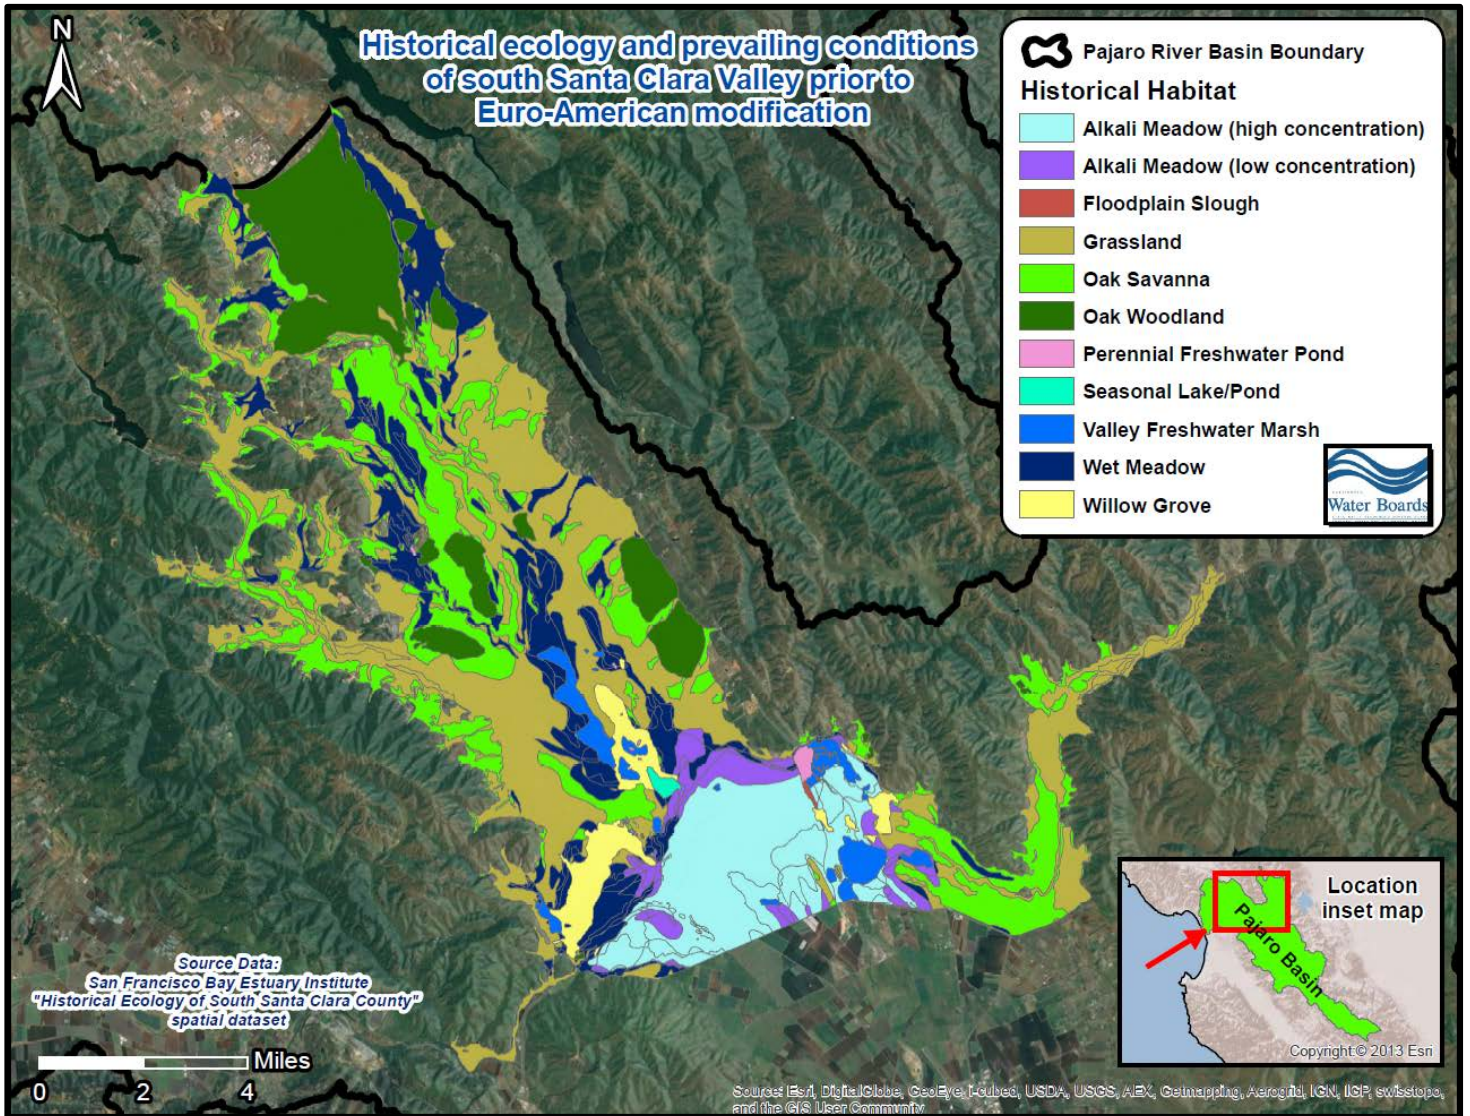 N
Historical ecology and prevailing conditions
of south Santa Clara Valley prior to
Euro-American modification
Pajaro River Basin Boundary
Historical Habitat
Alkali Meadow (high concentration)
Alkali Meadow (low concentration)
Floodplain Slough
Grassland
Oak Savanna
Oak Woodland
Perennial Freshwater Pond
Seasonal Lake/Pond
Valley Freshwater Marsh
Wet Meadow
Willow Grove
Water Boards
Location
inset map
Pajaro Basin
Copyright:© 2013 Esri
Source Data:
San Francisco Bay Estuary Institute
"Historical Ecology of South Santa Clara County"
spatial dataset
Miles
0 2 4
Source: Esri, DigitalGlobe, GeoEye, i-cubed, USDA, USGS, AEX, Getmapping, Aerogrid, IGN, IGP, swisstopo,
and the GIS User Community